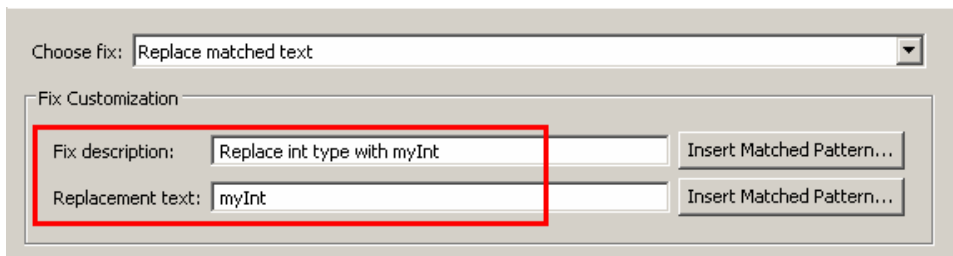 Choose fix: Replace matched text
Fix Customization
Fix description: Replace int type with myInt Insert Matched Pattern...
Replacement text: myInt Insert Matched Pattern...